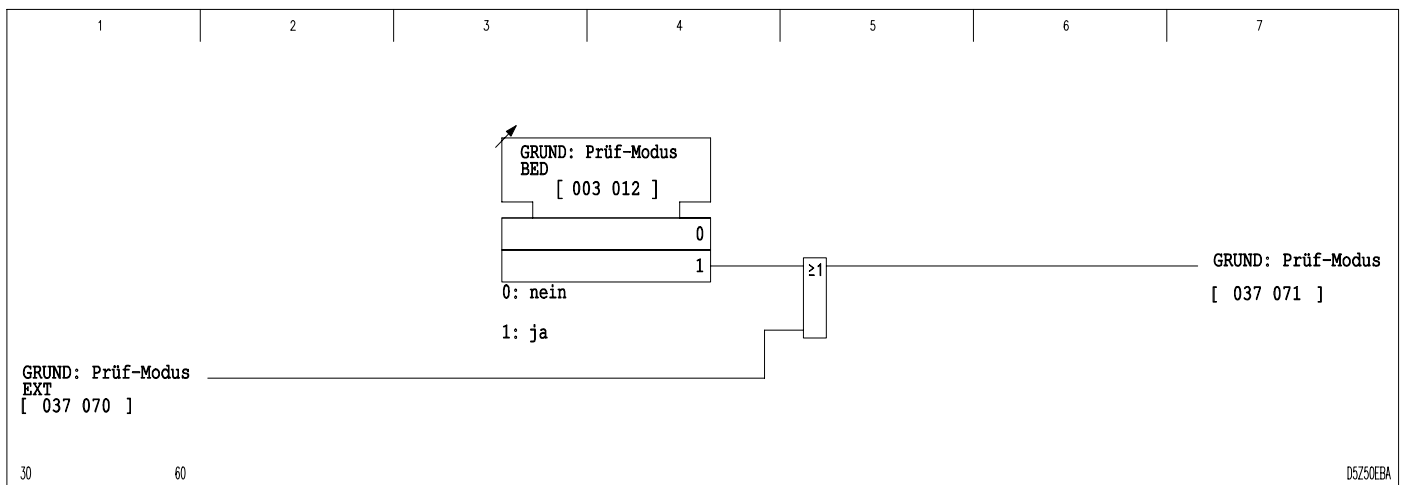 1 2 3 4 5 6 7
GRUND: Prüf-Modus
BED
[ 003 012 ]
0
1
≥1
0: nein
1: ja
GRUND: Prüf-Modus
[ 037 071 ]
GRUND: Prüf-Modus
EXT
[ 037 070 ]
30 60
D5Z50EBA